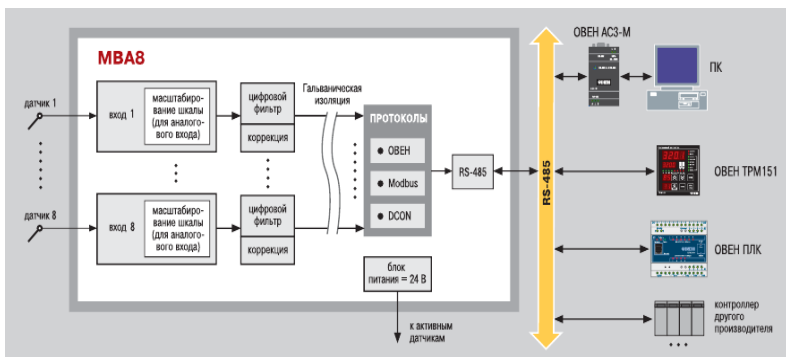 МВА8
датчик 1
вход 1
масштабиро-
вание шкалы
(для аналого-
вого входа)
цифровой
фильтр
коррекция
Гальваническая
изоляция
датчик 8
вход 8
масштабиро-
вание шкалы
(для аналого-
вого входа)
цифровой
фильтр
коррекция
ПРОТОКОЛЫ
ОВЕН
Modbus
DCON
RS-485
блок
питания = 24 В
к активным
датчикам
RS-485
ОВЕН АС3-М
ПК
ОВЕН ТРМ151
ОВЕН ПЛК
контроллер
другого
производителя